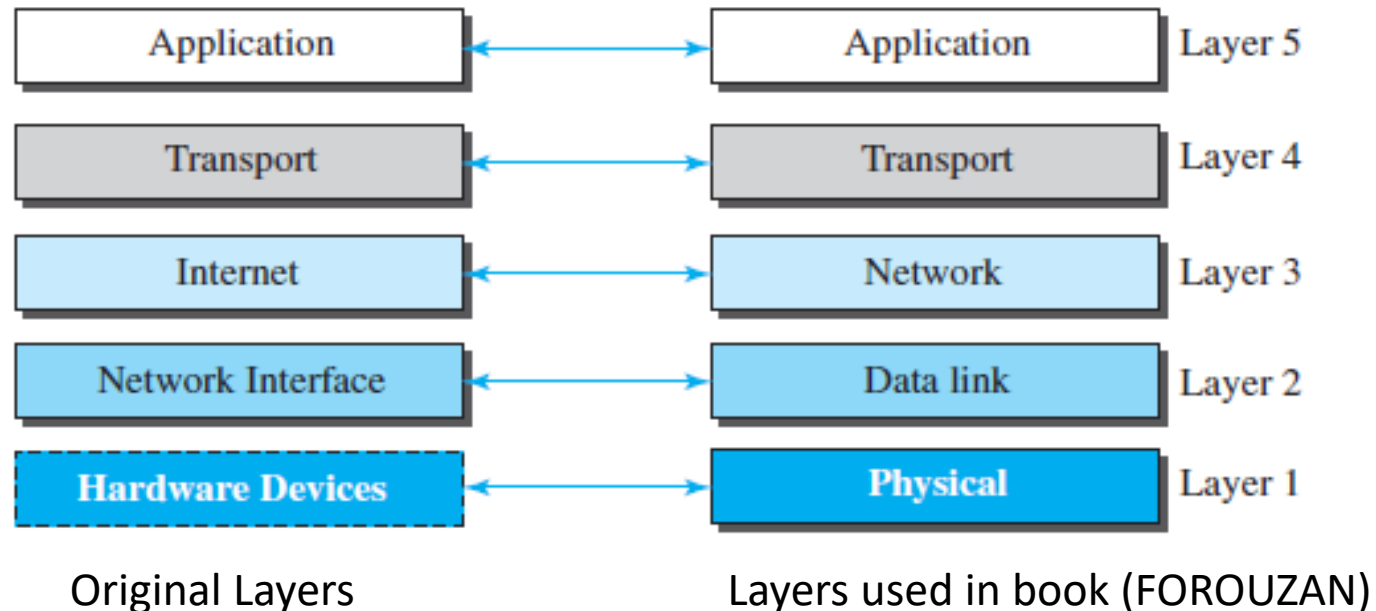 Application Application Layer 5
Transport Transport Layer 4
Internet Network Layer 3
Network Interface Data link Layer 2
Hardware Devices Physical Layer 1
Original Layers Layers used in book (FOROUZAN)